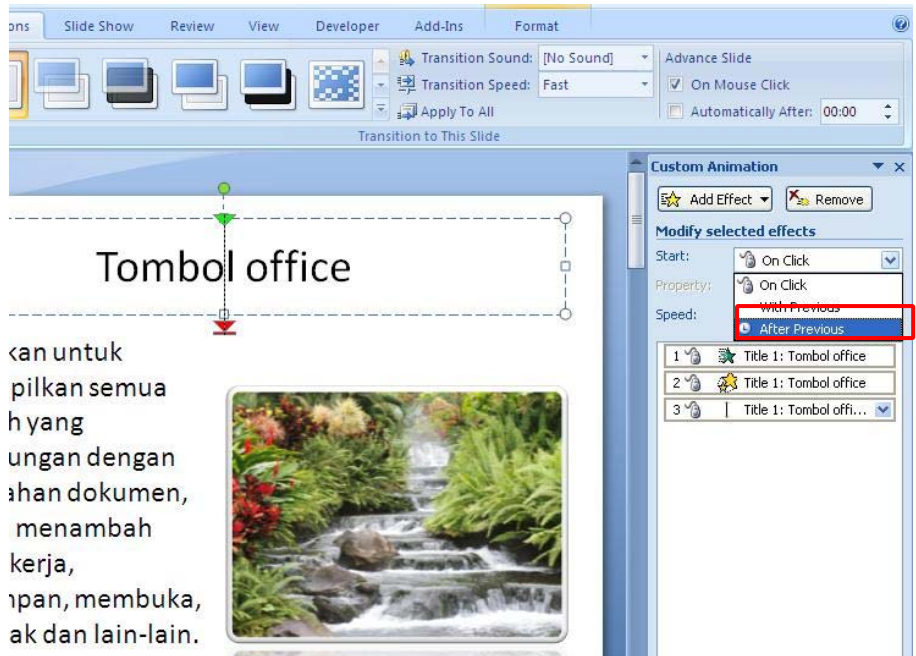 ons Slide Show Review View Developer Add-Ins Format
Transition Sound: [No Sound]
Transition Speed: Fast
Apply To All
Transition to This Slide
Advance Slide
On Mouse Click
Automatically After: 00:00
Custom Animation
Add Effect Remove
Modify selected effects
Start: On Click
Property: On Click
With Previous
Speed: After Previous
1 Title 1: Tombol office
2 Title 1: Tombol office
3 Title 1: Tombol offi...
Tombol office
kan untuk
pilkan semua
h yang
ungan dengan
ahan dokumen,
menambah
kerja,
npan, membuka,
ak dan lain-lain.